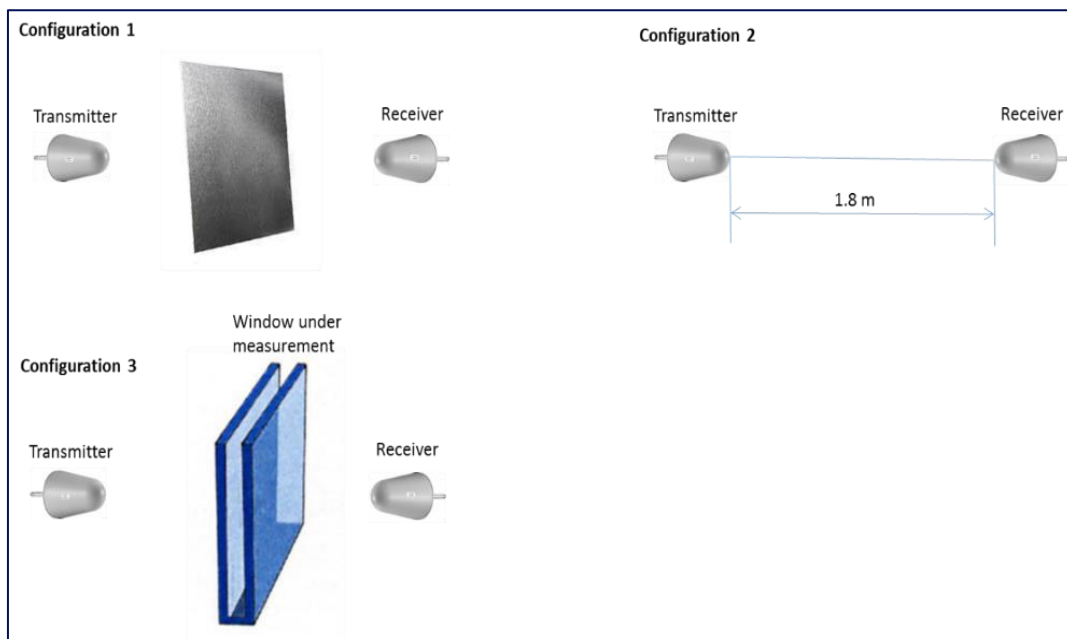 Configuration 1
Transmitter
Receiver
Configuration 2
Transmitter
Receiver
1.8 m
Configuration 3
Window under
measurement
Transmitter
Receiver